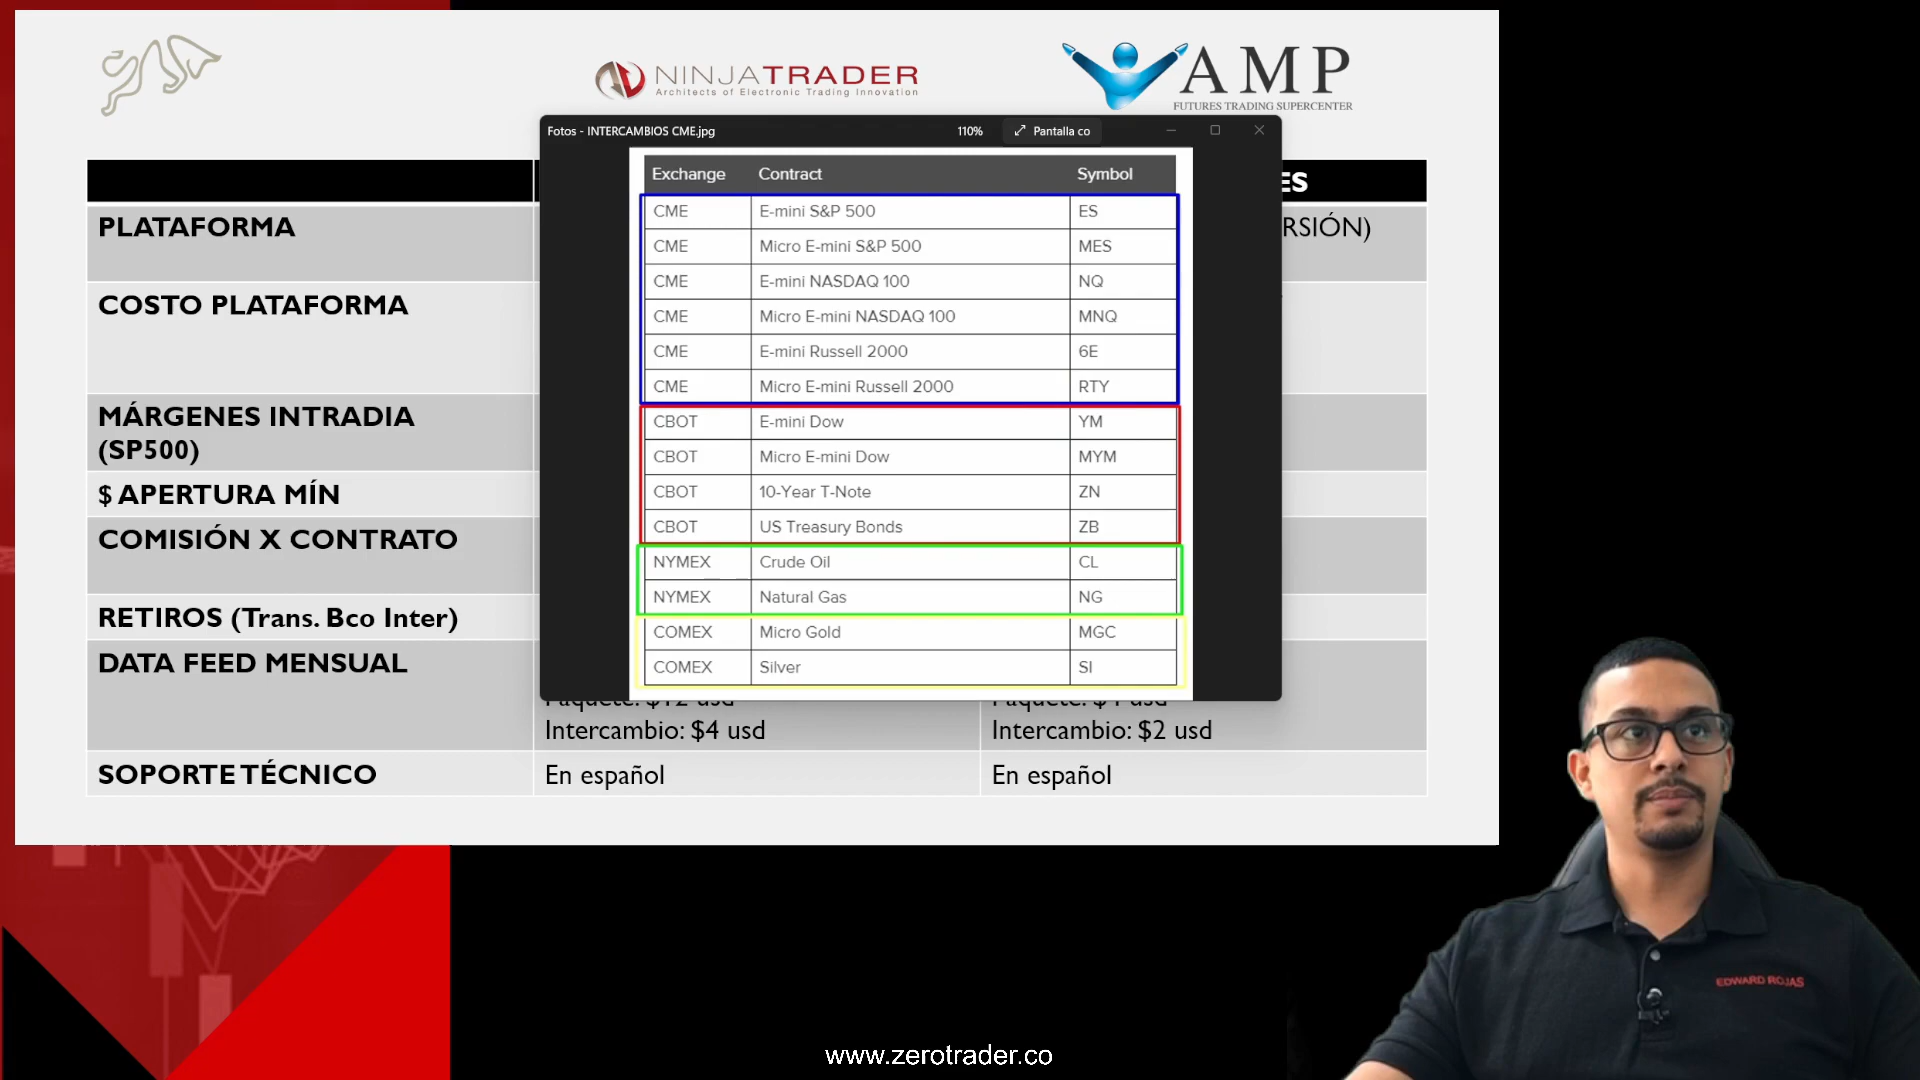 NINJATRADER
Architects of Electronic Trading Innovation
AMP
FUTURES TRADING SUPERCENTER
Fotos - INTERCAMBIOS CME.jpg 110% Pantalla co
Exchange Contract Symbol
CME E-mini S&P 500 ES
CME Micro E-mini S&P 500 MES
CME E-mini NASDAQ 100 NQ
CME Micro E-mini NASDAQ 100 MNQ
CME E-mini Russell 2000 6E
CME Micro E-mini Russell 2000 RTY
CBOT E-mini Dow YM
CBOT Micro E-mini Dow MYM
CBOT 10-Year T-Note ZN
CBOT US Treasury Bonds ZB
NYMEX Crude Oil CL
NYMEX Natural Gas NG
COMEX Micro Gold MGC
COMEX Silver SI
ES
PLATAFORMA RSIÓN)
COSTO PLATAFORMA
MÁRGENES INTRADIA
(SP500)
$ APERTURA MÍN
COMISIÓN X CONTRATO
RETIROS (Trans. Bco Inter)
DATA FEED MENSUAL
Intercambio: $4 usd Intercambio: $2 usd
SOPORTE TÉCNICO En español En español
EDWARD ROJAS
www.zerotrader.co